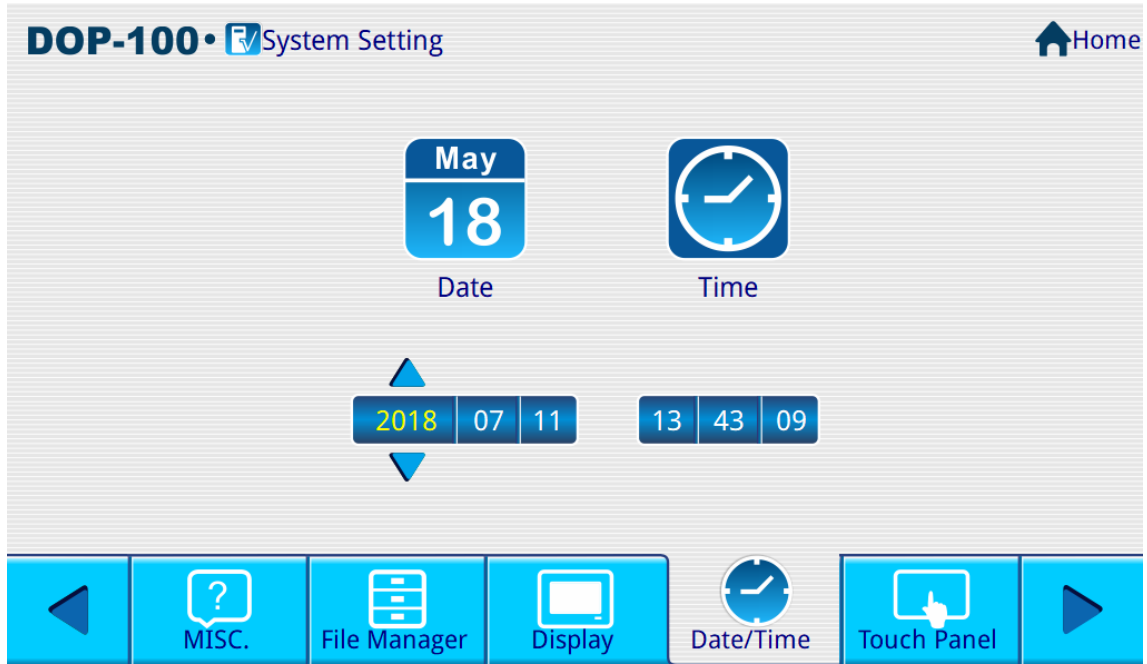 DOP-100 • System Setting
Home
May
18
Date
Time
2018 07 11
13 43 09
?
MISC.
File Manager
Display
Date/Time
Touch Panel